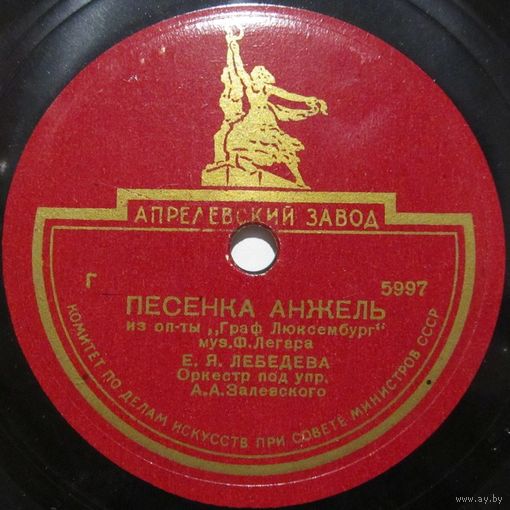 АПРЕЛЕВСКИЙ ЗАВОД
Г 5997
ПЕСЕНКА АНЖЕЛЬ
из оп-ты „Граф Люксембург"
муз.Ф.Легара
Е. Я. ЛЕБЕДЕВА
Оркестр под упр.
А.А.Залевского
КОМИТЕТ ПО ДЕЛАМ ИСКУССТВ ПРИ СОВЕТЕ МИНИСТРОВ СССР
www.ay.by